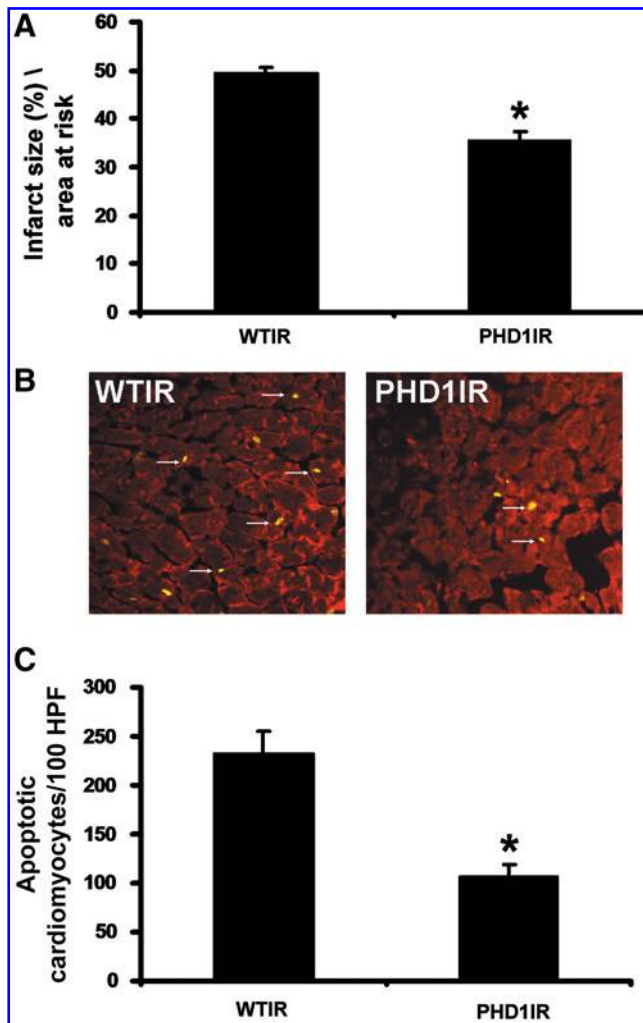 A
Infarct size (%) \
area at risk
60
50
40
30
20
10
0
*
WTIR
PHD1IR
B
WTIR
PHD1IR
C
Apoptotic
cardiomyocytes/100 HPF
300
250
200
150
100
50
0
*
WTIR
PHD1IR